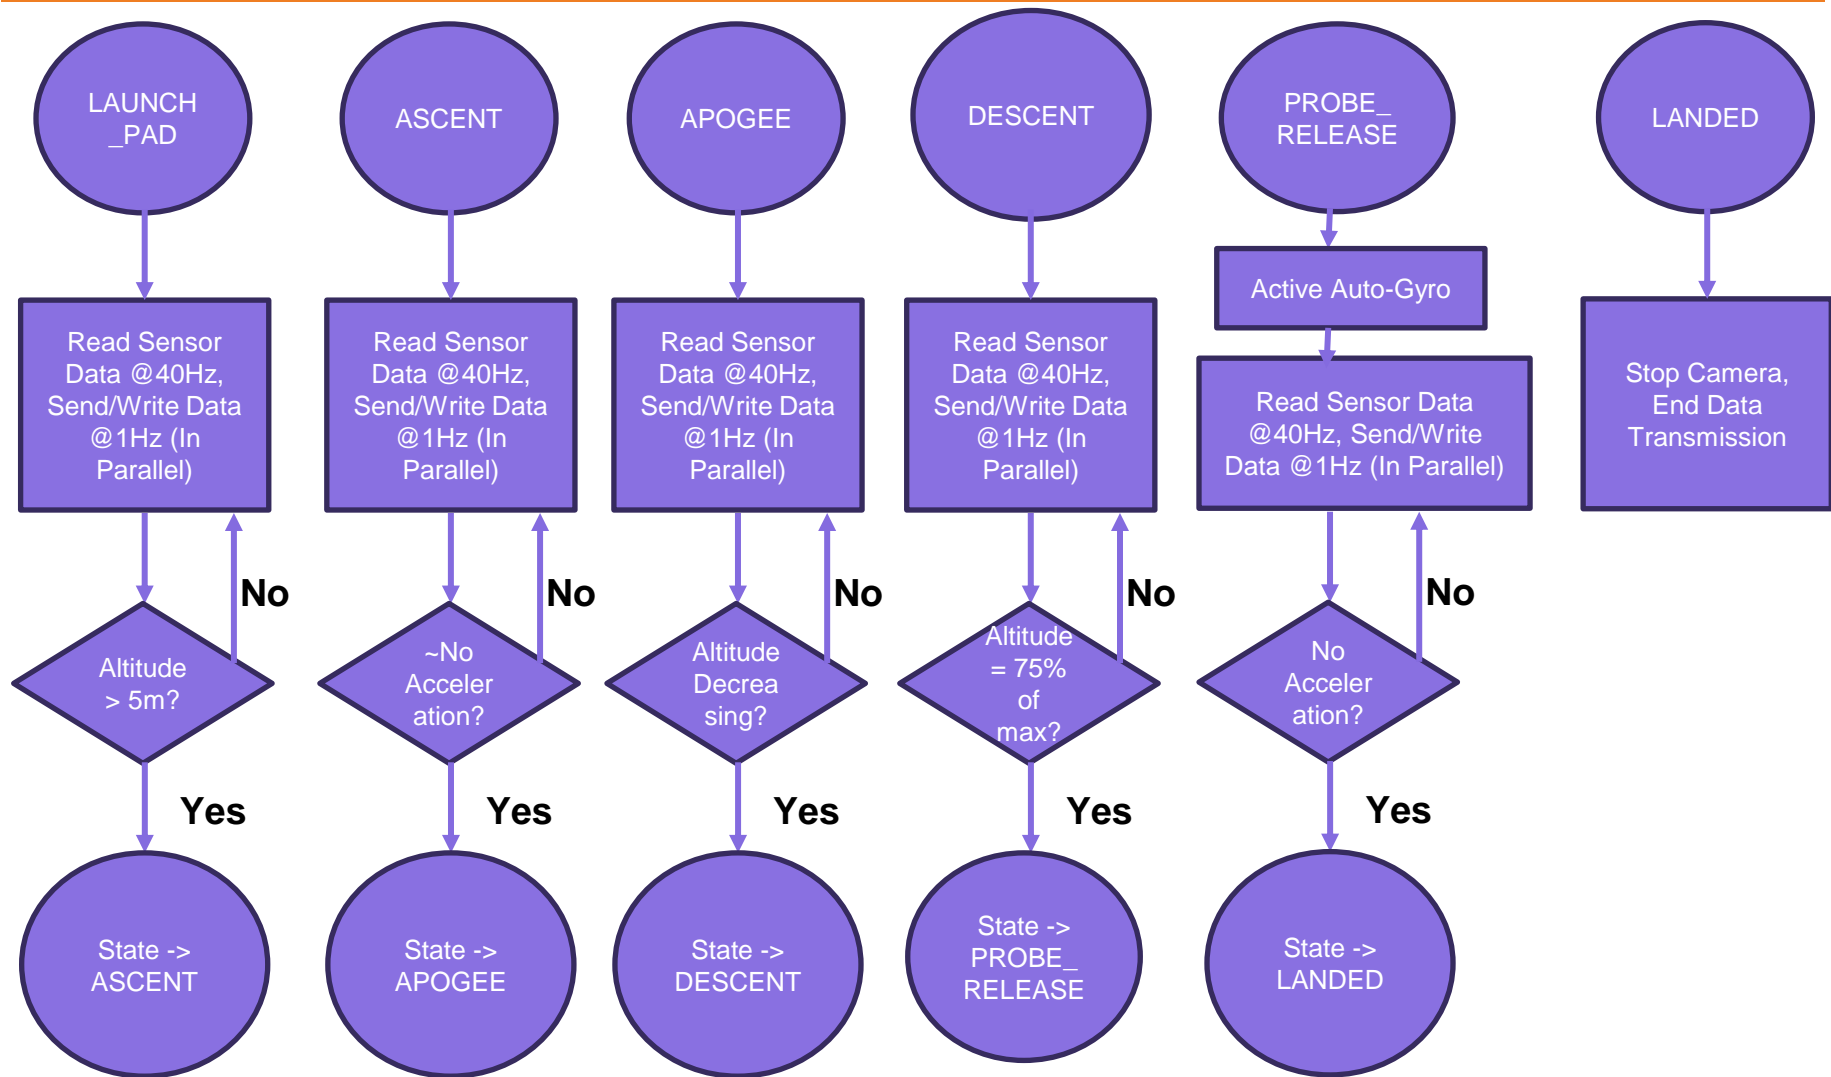 LAUNCH
_PAD
ASCENT
APOGEE
DESCENT
PROBE_
RELEASE
LANDED
Read Sensor
Data @40Hz,
Send/Write Data
@1Hz (In
Parallel)
Read Sensor
Data @40Hz,
Send/Write Data
@1Hz (In
Parallel)
Read Sensor
Data @40Hz,
Send/Write Data
@1Hz (In
Parallel)
Read Sensor
Data @40Hz,
Send/Write Data
@1Hz (In
Parallel)
Active Auto-Gyro
Read Sensor Data
@40Hz, Send/Write
Data @1Hz (In Parallel)
Stop Camera,
End Data
Transmission
No
No
No
No
No
Altitude
> 5m?
~No
Acceler
ation?
Altitude
Decrea
sing?
Altitude
= 75%
of
max?
No
Acceler
ation?
Yes
Yes
Yes
Yes
Yes
State ->
ASCENT
State ->
APOGEE
State ->
DESCENT
State ->
PROBE_
RELEASE
State ->
LANDED